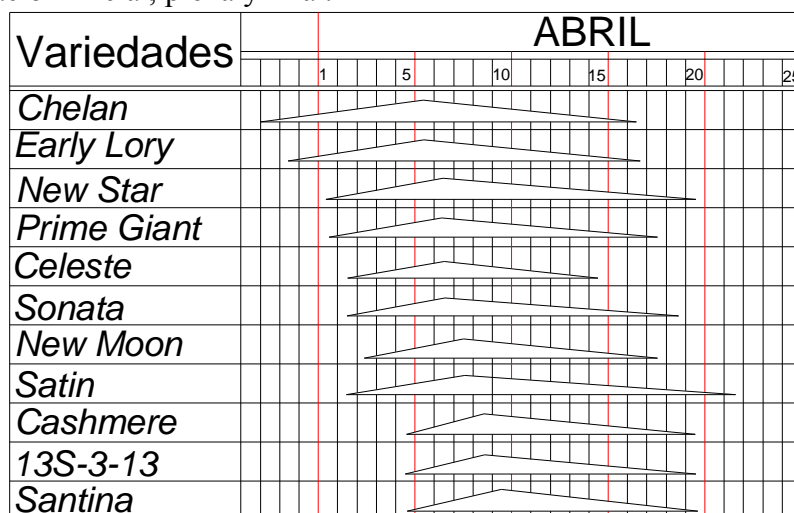 ABRIL
Variedades
1 5 10 15 20 25
Chelan
Early Lory
New Star
Prime Giant
Celeste
Sonata
New Moon
Satin
Cashmere
13S-3-13
Santina